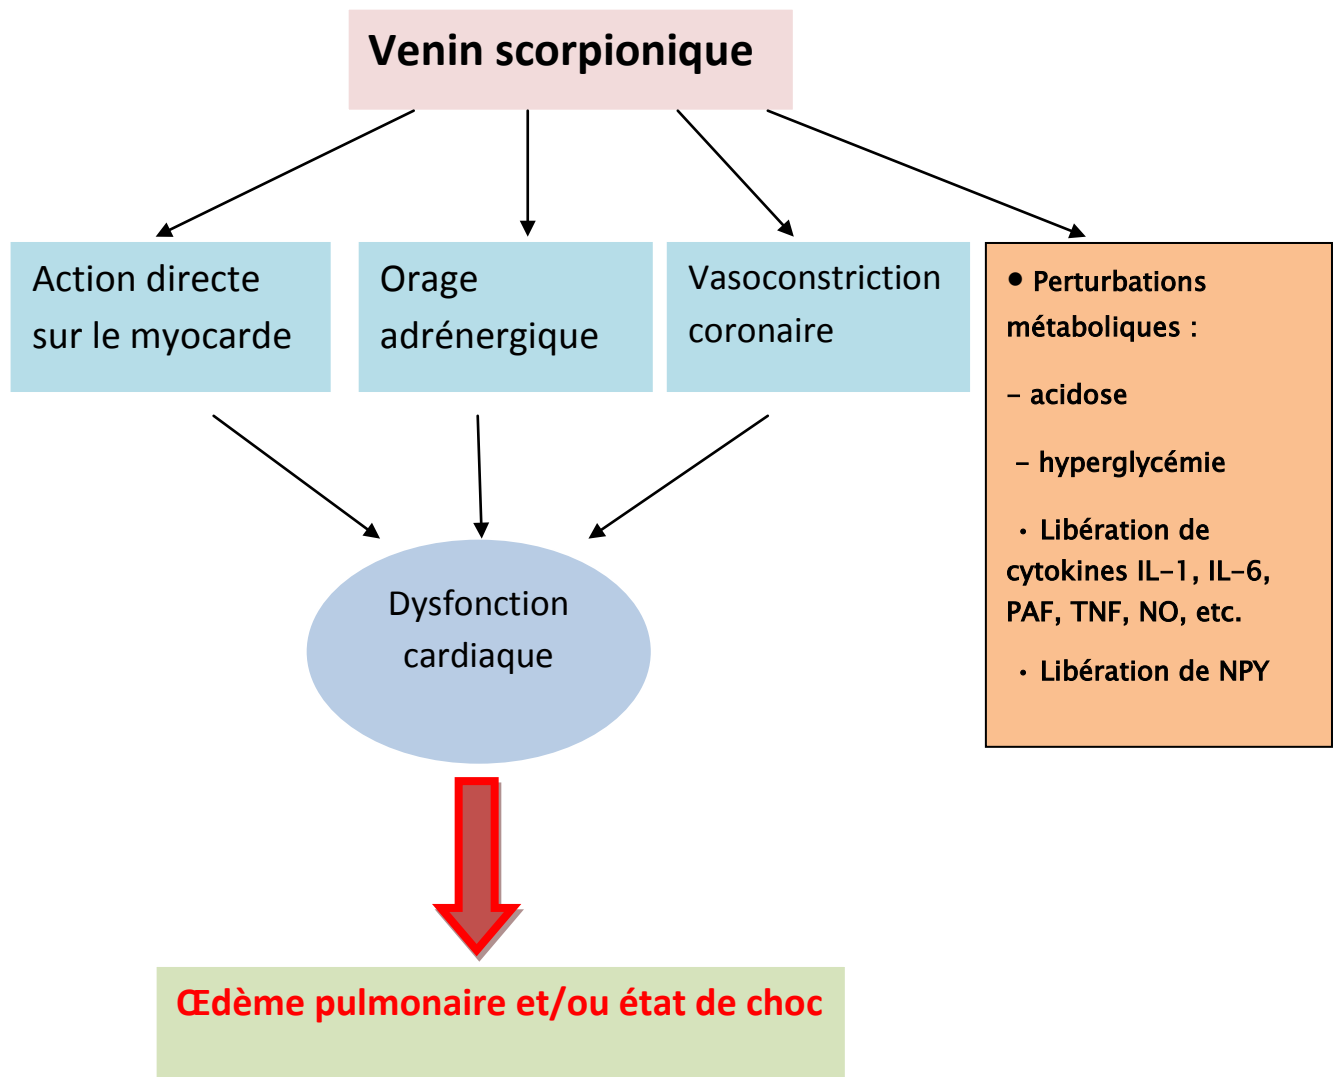 Venin scorpionique
Action directe
sur le myocarde
Orage
adrénergique
Vasoconstriction
coronaire
• Perturbations
métaboliques :
– acidose
– hyperglycémie
• Libération de
cytokines IL–1, IL–6,
PAF, TNF, NO, etc.
• Libération de NPY
Dysfonction
cardiaque
Œdème pulmonaire et/ou état de choc